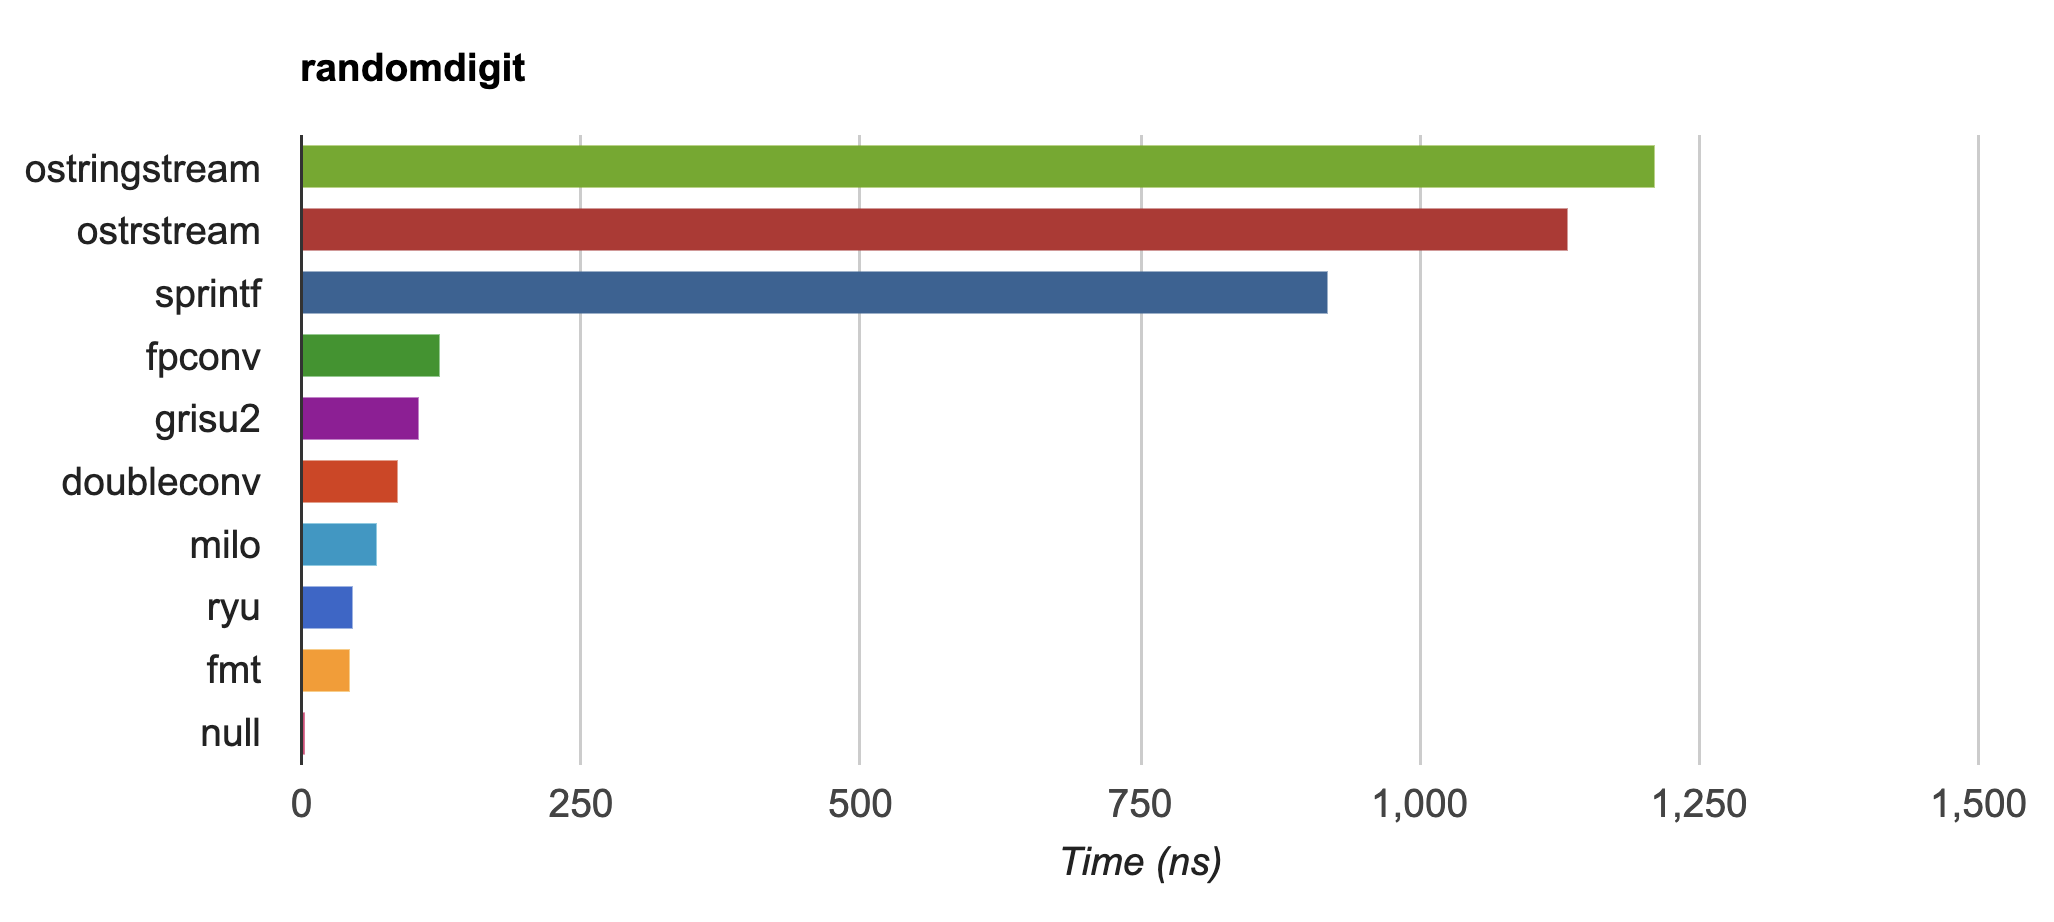 randomdigit
ostringstream
ostrstream
sprintf
fpconv
grisu2
doubleconv
milo
ryu
fmt
null
0 250 500 750 1,000 1,250 1,500
Time (ns)